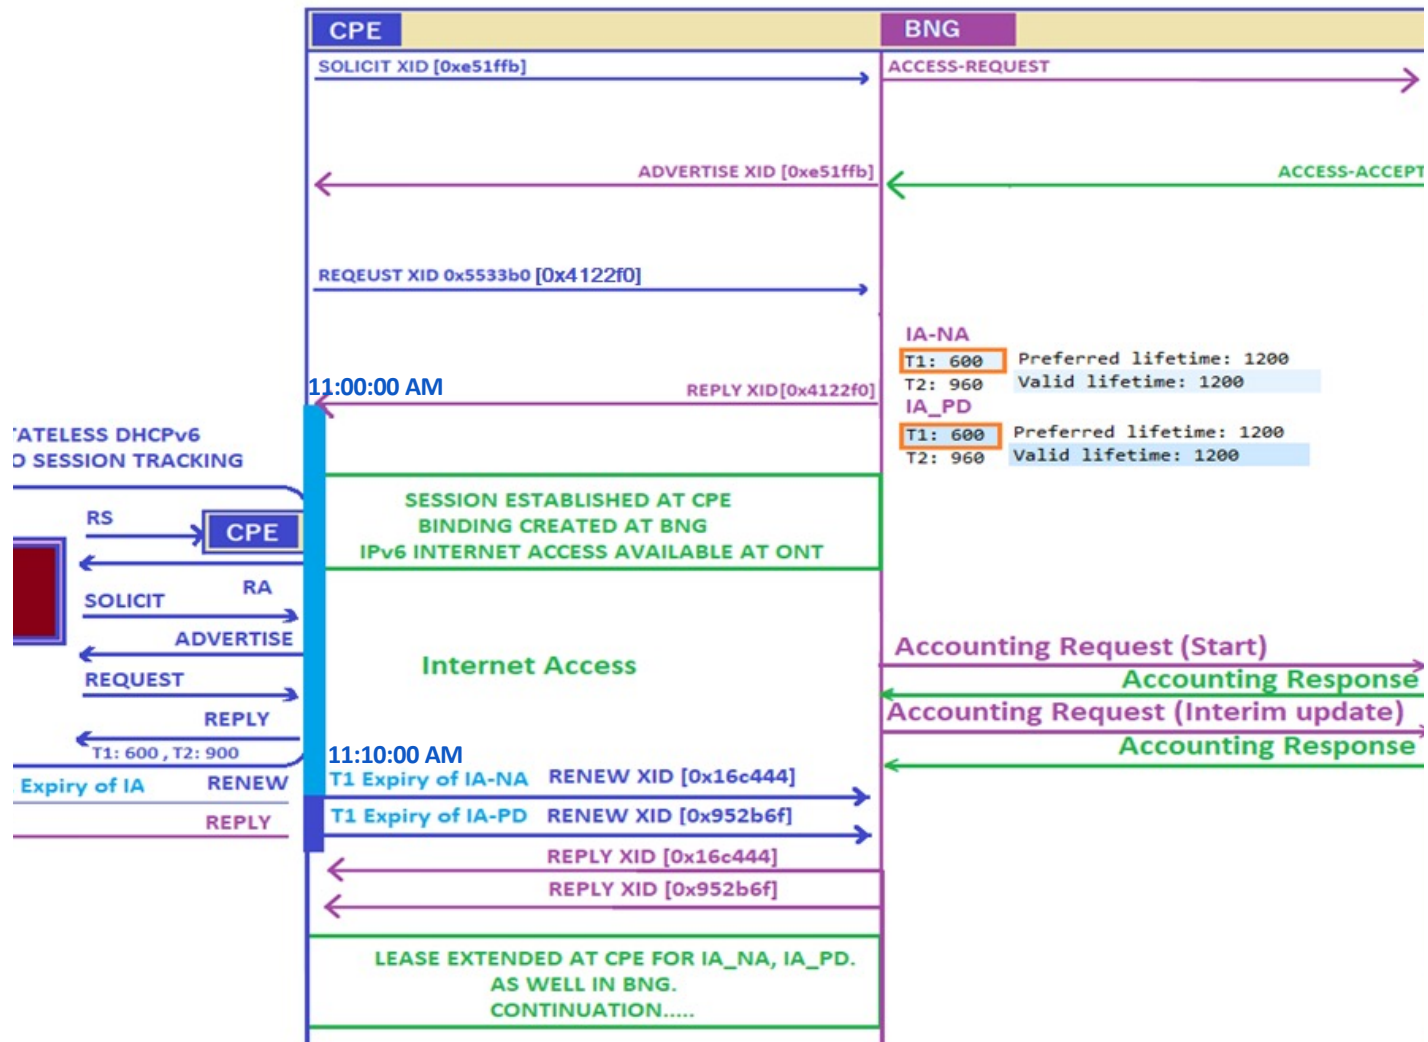 CPE
BNG
SOLICIT XID [0xe51ffb]
ACCESS-REQUEST
ADVERTISE XID [0xe51ffb]
ACCESS-ACCEPT
REQEUST XID 0x5533b0 [0x4122f0]
IA-NA
T1: 600 Preferred lifetime: 1200
T2: 960 Valid lifetime: 1200
11:00:00 AM
REPLY XID[0x4122f0]
IA_PD
T1: 600 Preferred lifetime: 1200
T2: 960 Valid lifetime: 1200
TATELESS DHCPv6
O SESSION TRACKING
SESSION ESTABLISHED AT CPE
BINDING CREATED AT BNG
IPv6 INTERNET ACCESS AVAILABLE AT ONT
RS
CPE
RA
SOLICIT
ADVERTISE
REQUEST
REPLY
T1: 600 , T2: 900
Internet Access
Accounting Request (Start)
Accounting Response
Accounting Request (Interim update)
Accounting Response
11:10:00 AM
Expiry of IA RENEW
T1 Expiry of IA-NA RENEW XID [0x16c444]
REPLY
T1 Expiry of IA-PD RENEW XID [0x952b6f]
REPLY XID [0x16c444]
REPLY XID [0x952b6f]
LEASE EXTENDED AT CPE FOR IA_NA, IA_PD.
AS WELL IN BNG.
CONTINUATION.....